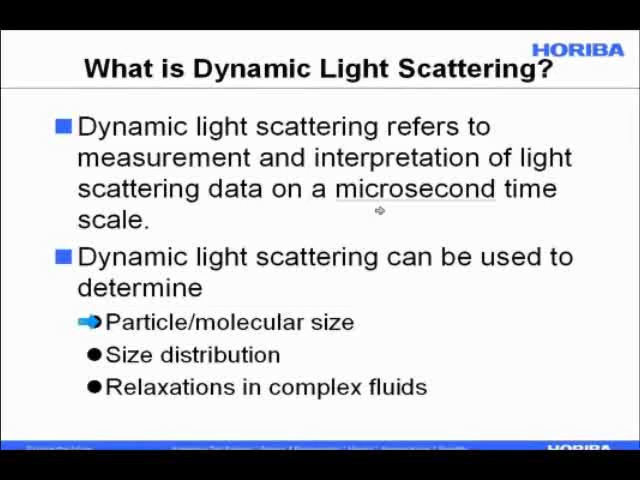 HORIBA
What is Dynamic Light Scattering?
Dynamic light scattering refers to
measurement and interpretation of light
scattering data on a microsecond time
scale.
Dynamic light scattering can be used to
determine
Particle/molecular size
Size distribution
Relaxations in complex fluids
HORIBA